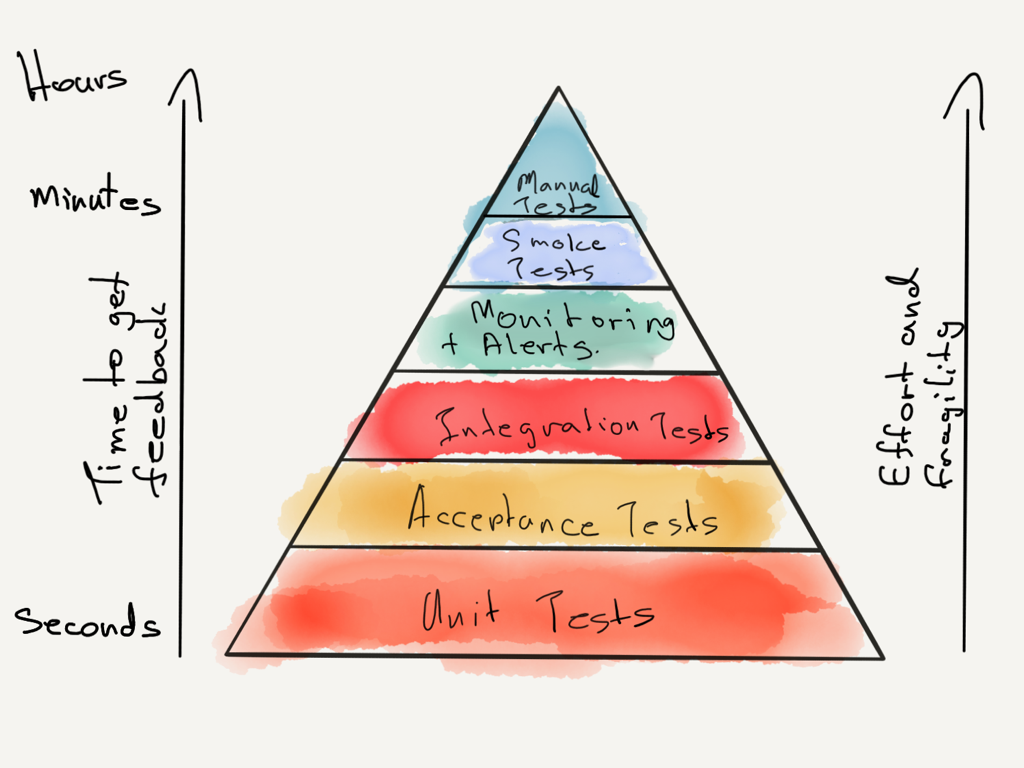 Hours
Minutes
Time to get
feedback
Seconds
Manual
Tests
Smoke
Tests
Monitoring
+ Alerts.
Integration Tests
Acceptance Tests
Unit Tests
Effort and
fragility